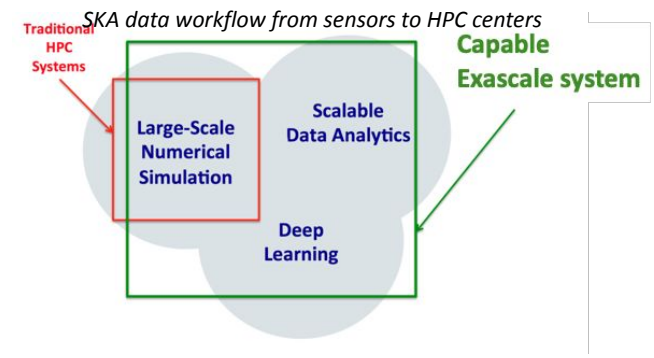 SKA data workflow from sensors to HPC centers
Traditional
HPC
Systems
Capable
Exascale system
Large-Scale
Numerical
Simulation
Scalable
Data Analytics
Deep
Learning